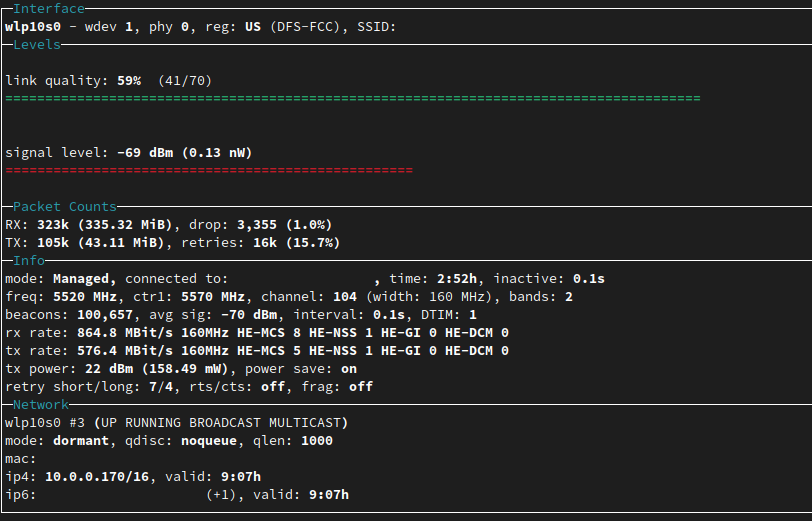 Interface
wlp10s0 - wdev 1, phy 0, reg: US (DFS-FCC), SSID:
Levels
link quality: 59% (41/70)
signal level: -69 dBm (0.13 nW)
Packet Counts
RX: 323k (335.32 MiB), drop: 3,355 (1.0%)
TX: 105k (43.11 MiB), retries: 16k (15.7%)
Info
mode: Managed, connected to: , time: 2:52h, inactive: 0.1s
freq: 5520 MHz, ctr1: 5570 MHz, channel: 104 (width: 160 MHz), bands: 2
beacons: 100,657, avg sig: -70 dBm, interval: 0.1s, DTIM: 1
rx rate: 864.8 MBit/s 160MHz HE-MCS 8 HE-NSS 1 HE-GI 0 HE-DCM 0
tx rate: 576.4 MBit/s 160MHz HE-MCS 5 HE-NSS 1 HE-GI 0 HE-DCM 0
tx power: 22 dBm (158.49 mW), power save: on
retry short/long: 7/4, rts/cts: off, frag: off
Network
wlp10s0 #3 (UP RUNNING BROADCAST MULTICAST)
mode: dormant, qdisc: noqueue, qlen: 1000
mac:
ip4: 10.0.0.170/16, valid: 9:07h
ip6: (+1), valid: 9:07h